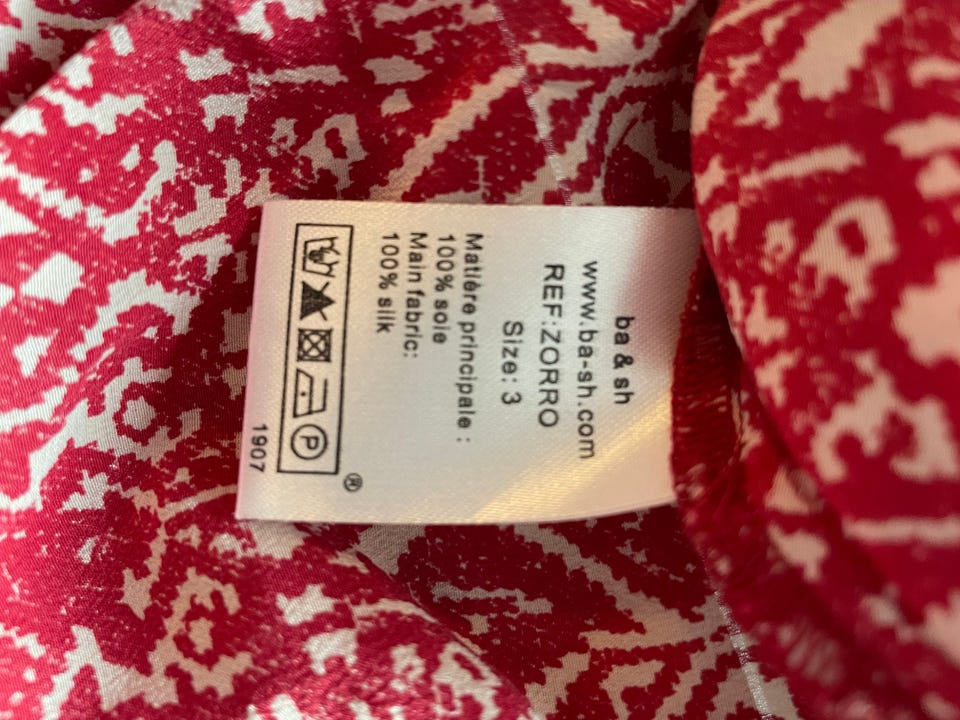 ba & sh
www.ba-sh.com
REF:ZORRO
Size: 3
Matière principale :
100% soie
Main fabric:
100% silk
P
®
1907